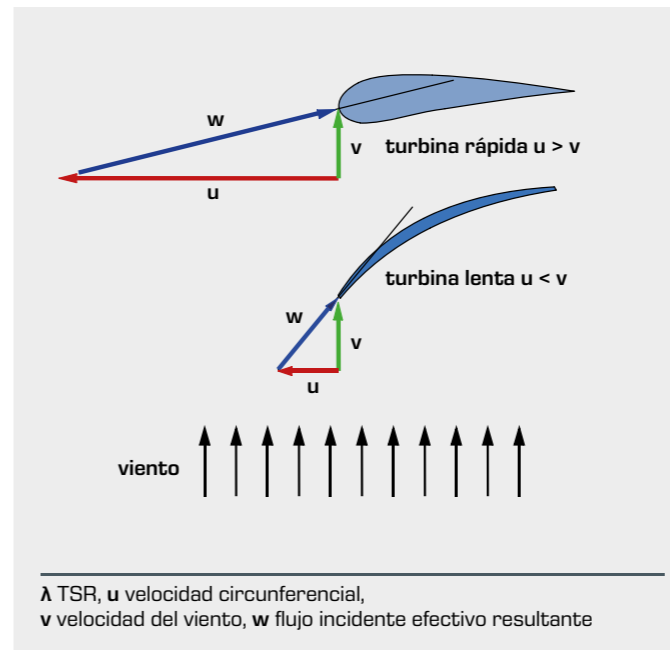 w
v turbina rápida u > v
u
turbina lenta u < v
w
v
u
viento
λ TSR, u velocidad circunferencial,
v velocidad del viento, w flujo incidente efectivo resultante